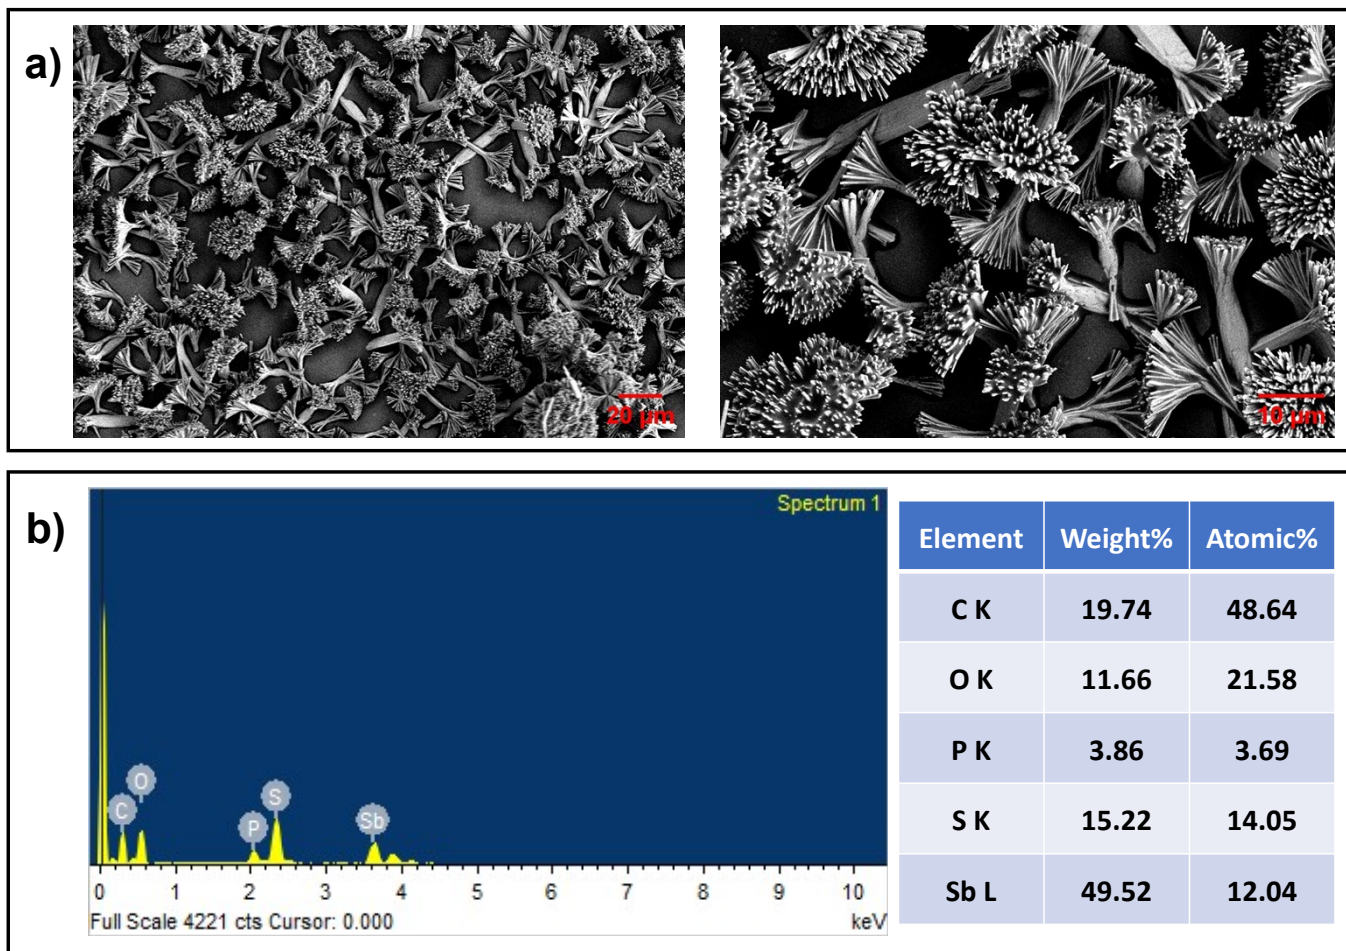 a)
20 µm
10 µm
b)
Spectrum 1
O
C
P
S
Sb
0 1 2 3 4 5 6 7 8 9 10
Full Scale 4221 cts Cursor: 0.000 keV
Element Weight% Atomic%
C K 19.74 48.64
O K 11.66 21.58
P K 3.86 3.69
S K 15.22 14.05
Sb L 49.52 12.04